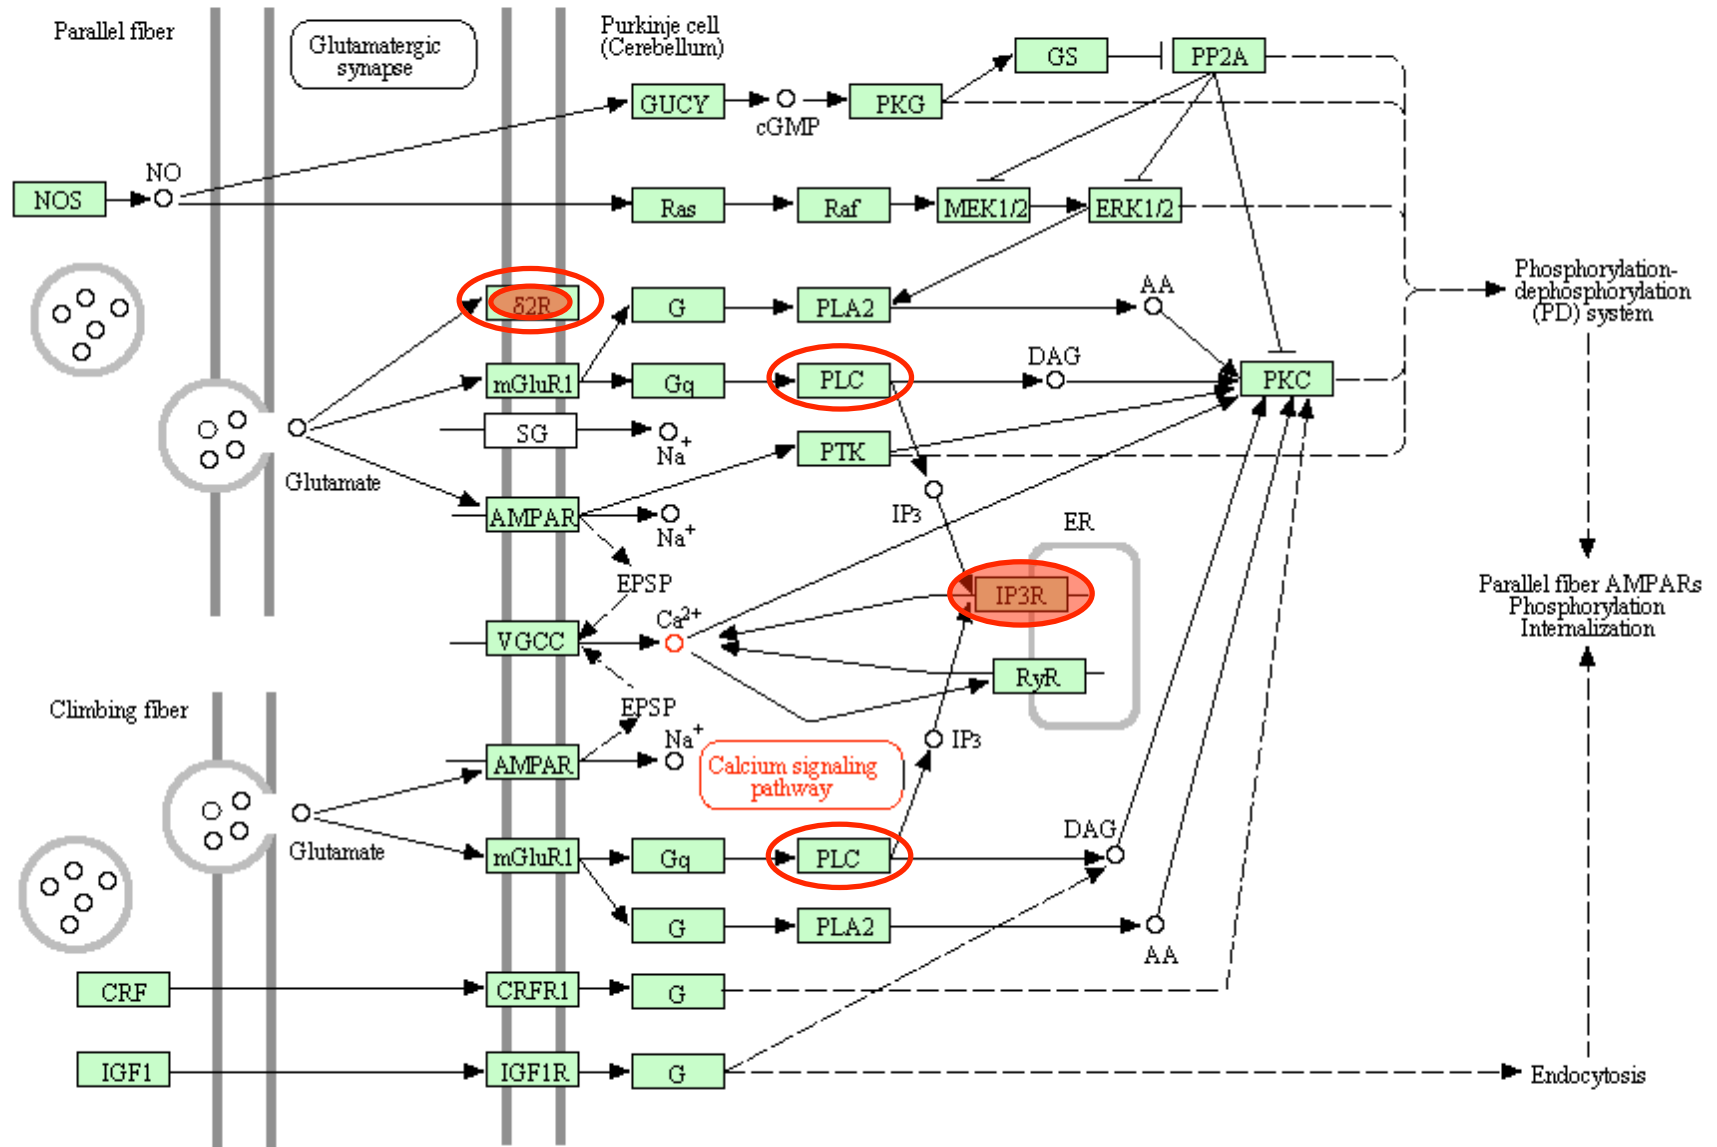 Parallel fiber
Glutamatergic
synapse
Purkinje cell
(Cerebellum)
GS
PP2A
GUCY
cGMP
PKG
NO
NOS
Ras
Raf
MEK1/2
ERK1/2
δ2R
G
PLA2
AA
Phosphorylation-
dephosphorylation
(PD) system
mGluR1
Gq
PLC
DAG
PKC
SG
Na+
PTK
Glutamate
AMPAR
Na+
IP3
ER
EPSP
IP3R
Parallel fiber AMPARs
Phosphorylation
Internalization
Ca2+
VGCC
RyR
Climbing fiber
EPSP
Na+
IP3
AMPAR
Calcium signaling
pathway
Glutamate
mGluR1
Gq
PLC
DAG
G
PLA2
AA
CRF
CRFR1
G
IGF1
IGF1R
G
Endocytosis